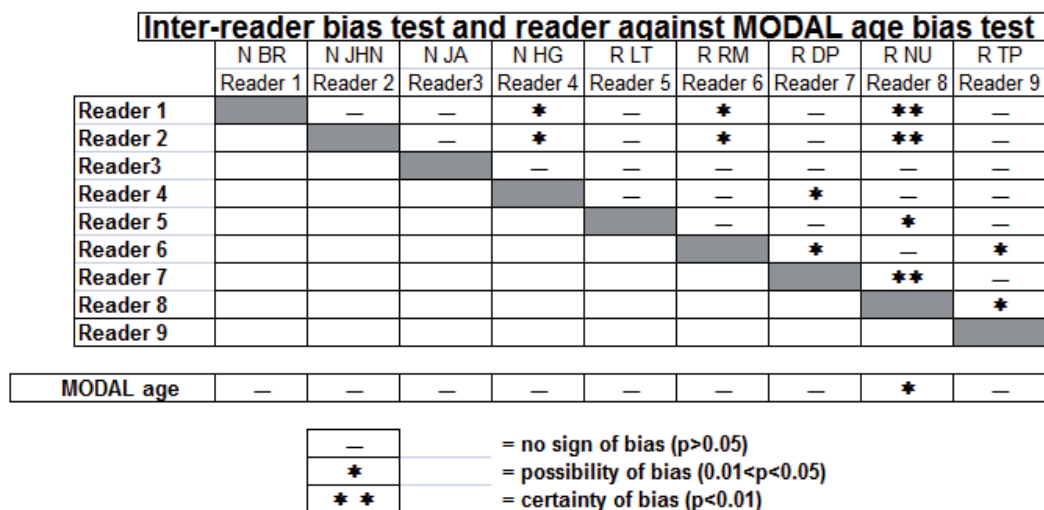 Inter-reader bias test and reader against MODAL age bias test
N BR N JHN N JA N HG R LT R RM R DP R NU R TP
Reader 1 Reader 2 Reader3 Reader 4 Reader 5 Reader 6 Reader 7 Reader 8 Reader 9
Reader 1 — — * — * — ** —
Reader 2 — * — * — ** —
Reader3 — — — — — —
Reader 4 — — * — —
Reader 5 — — * —
Reader 6 * — *
Reader 7 ** —
Reader 8 *
Reader 9
MODAL age — — — — — — — * —
— = no sign of bias (p>0.05)
* = possibility of bias (0.01<p<0.05)
* * = certainty of bias (p<0.01)